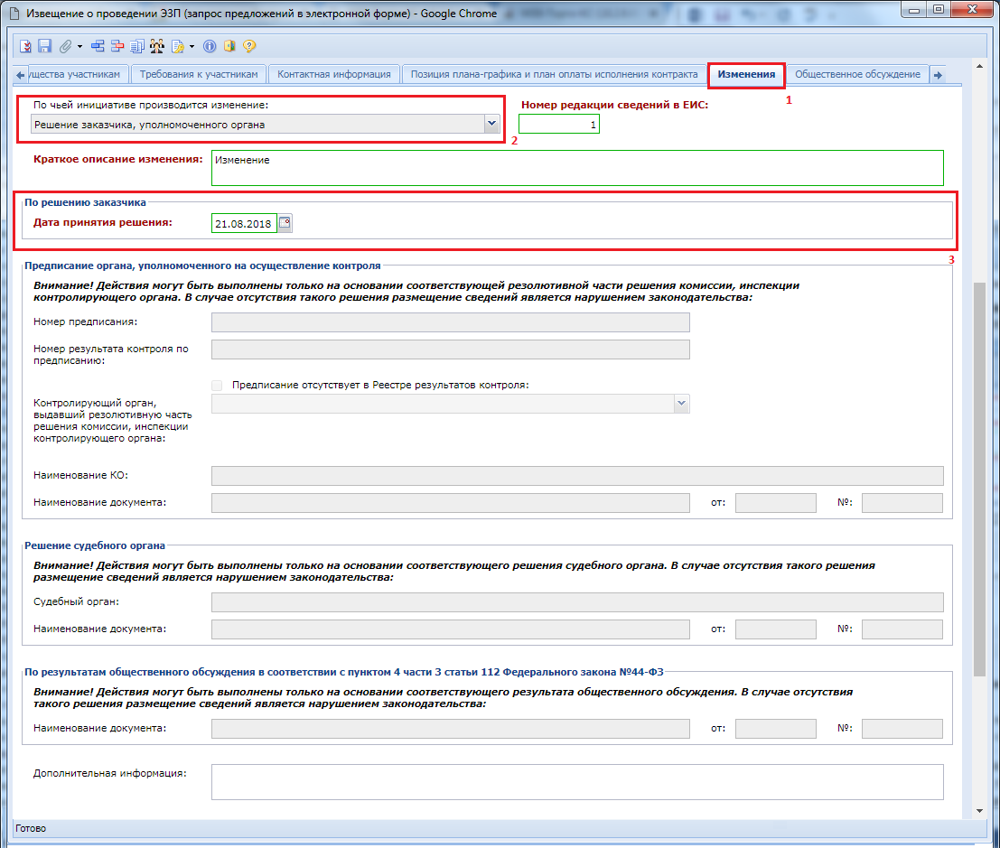 Извещение о проведении ЭЗП (запрос предложений в электронной форме) - Google Chrome
ущества участникам
Требования к участникам
Контактная информация
Позиция плана-графика и план оплаты исполнения контракта
Изменения
Общественное обсуждение
1
По чьей инициативе производится изменение:
Номер редакции сведений в ЕИС:
Решение заказчика, уполномоченного органа
1
2
Краткое описание изменения:
Изменение
По решению заказчика
Дата принятия решения:
21.08.2018
3
Предписание органа, уполномоченного на осуществление контроля
Внимание! Действия могут быть выполнены только на основании соответствующей резолютивной части решения комиссии, инспекции
контролирующего органа. В случае отсутствия такого решения размещение сведений является нарушением законодательства:
Номер предписания:
Номер результата контроля по
предписанию:
Предписание отсутствует в Реестре результатов контроля:
Контролирующий орган,
выдавший резолютивную часть
решения комиссии, инспекции
контролирующего органа:
Наименование КО:
Наименование документа:
от:
№:
Решение судебного органа
Внимание! Действия могут быть выполнены только на основании соответствующего решения судебного органа. В случае отсутствия такого решения
размещение сведений является нарушением законодательства:
Судебный орган:
Наименование документа:
от:
№:
По результатам общественного обсуждения в соответствии с пунктом 4 части 3 статьи 112 Федерального закона №44-ФЗ
Внимание! Действия могут быть выполнены только на основании соответствующего результата общественного обсуждения. В случае отсутствия
такого решения размещение сведений является нарушением законодательства:
Наименование документа:
от:
№:
Дополнительная информация:
Готово